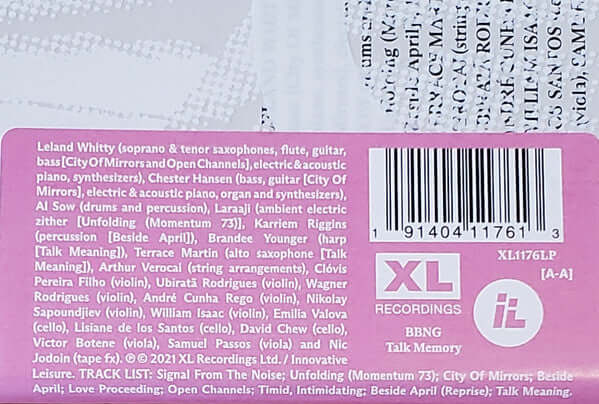 Leland Whitty (soprano & tenor saxophones, flute, guitar,
bass [City Of Mirrors and Open Channels], electric & acoustic
piano, synthesizers), Chester Hansen (bass, guitar [City Of
Mirrors], electric & acoustic piano, organ and synthesizers),
Al Sow (drums and percussion), Laraaji (ambient electric
zither [Unfolding (Momentum 73)], Karriem Riggins
(percussion [Beside April]), Brandee Younger (harp
[Talk Meaning]), Terrace Martin (alto saxophone [Talk
Meaning]), Arthur Verocai (string arrangements), Clóvis
Pereira Filho (violin), Ubiratã Rodrigues (violin), Wagner
Rodrigues (violin), André Cunha Rego (violin), Nikolay
Sapoundjiev (violin), William Isaac (violin), Emilia Valova
(cello), Lisiane de los Santos (cello), David Chew (cello),
Victor Botene (viola), Samuel Passos (viola) and Nic
Jodoin (tape fx). ℗ © 2021 XL Recordings Ltd. / Innovative
Leisure. TRACK LIST: Signal From The Noise; Unfolding (Momentum 73); City Of Mirrors; Beside
April; Love Proceeding; Open Channels; Timid, Intimidating; Beside April (Reprise); Talk Meaning.
1 91404 11761 3
XL1176LP
[A-A]
XL
RECORDINGS
iL
BBNG
Talk Memory